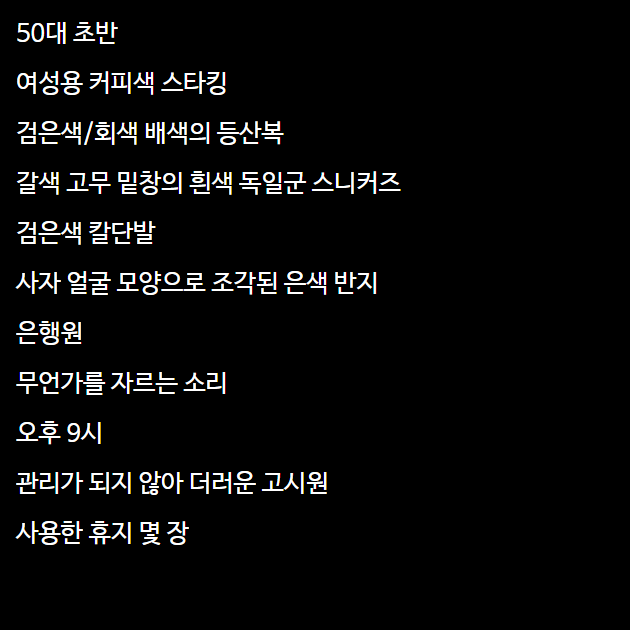 50대 초반
여성용 커피색 스타킹
검은색/회색 배색의 등산복
갈색 고무 밑창의 흰색 독일군 스니커즈
검은색 칼단발
사자 얼굴 모양으로 조각된 은색 반지
은행원
무언가를 자르는 소리
오후 9시
관리가 되지 않아 더러운 고시원
사용한 휴지 몇 장